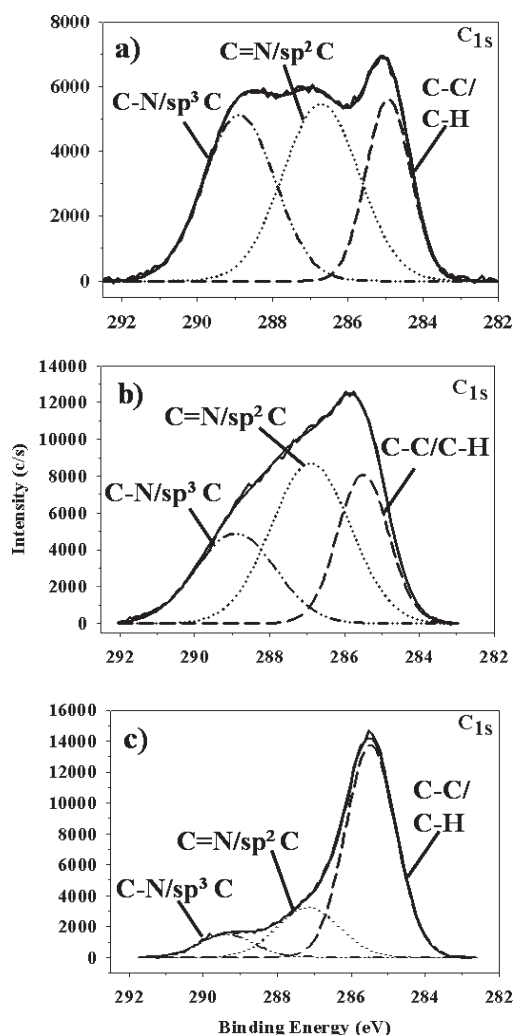 8000
6000
4000
2000
0
a)
C₁ₛ
C=N/sp² C
C-N/sp³ C
C-C/
C-H
292 290 288 286 284 282
14000
12000
10000
8000
6000
4000
2000
0
b)
C₁ₛ
C=N/sp² C
C-C/C-H
C-N/sp³ C
292 290 288 286 284 282
Intensity (c/s)
16000
14000
12000
10000
8000
6000
4000
2000
0
c)
C₁ₛ
C-C/
C-H
C=N/sp² C
C-N/sp³ C
292 290 288 286 284 282
Binding Energy (eV)